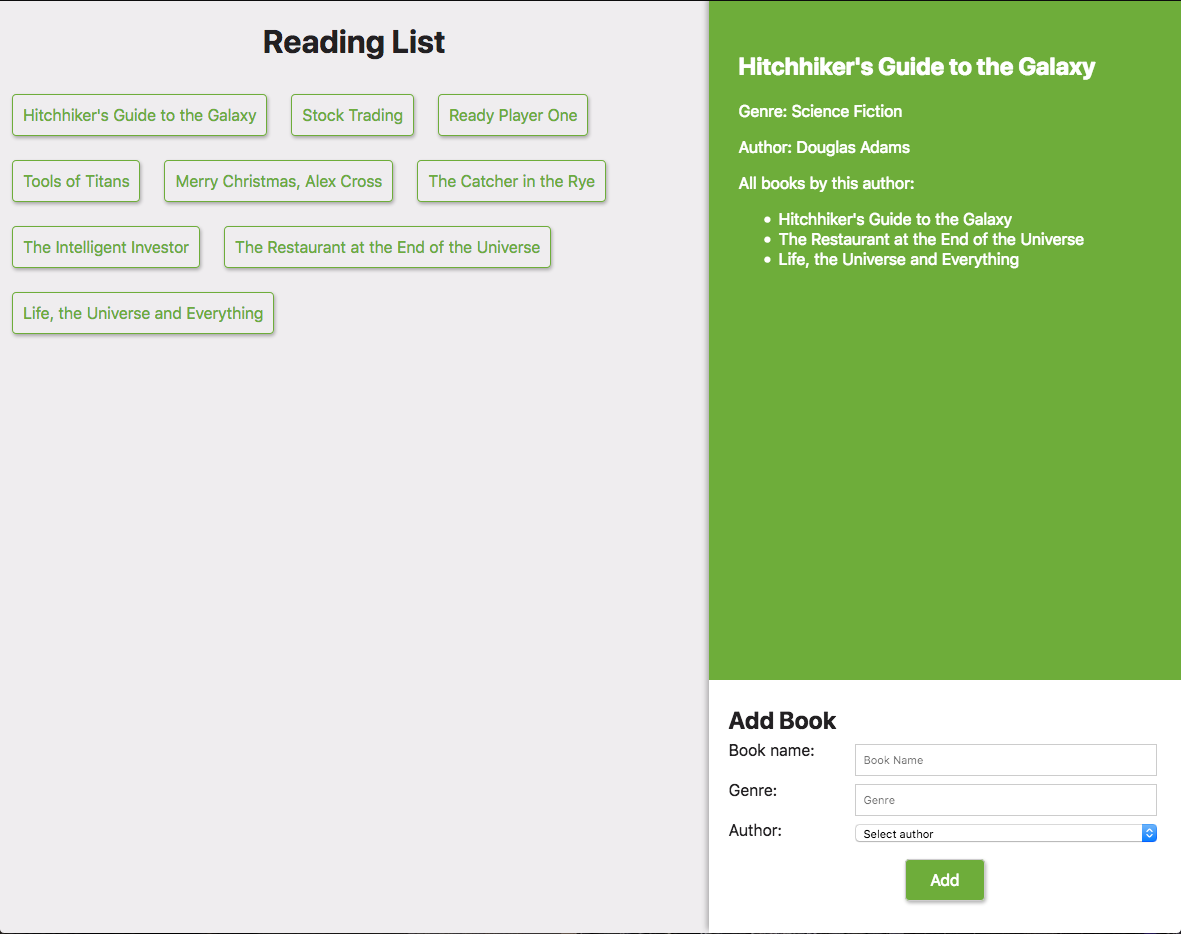 Reading List
Hitchhiker's Guide to the Galaxy
Stock Trading
Ready Player One
Tools of Titans
Merry Christmas, Alex Cross
The Catcher in the Rye
The Intelligent Investor
The Restaurant at the End of the Universe
Life, the Universe and Everything
Hitchhiker's Guide to the Galaxy
Genre: Science Fiction
Author: Douglas Adams
All books by this author:
Hitchhiker's Guide to the Galaxy
The Restaurant at the End of the Universe
Life, the Universe and Everything
Add Book
Book name:
Book Name
Genre:
Genre
Author:
Select author
Add